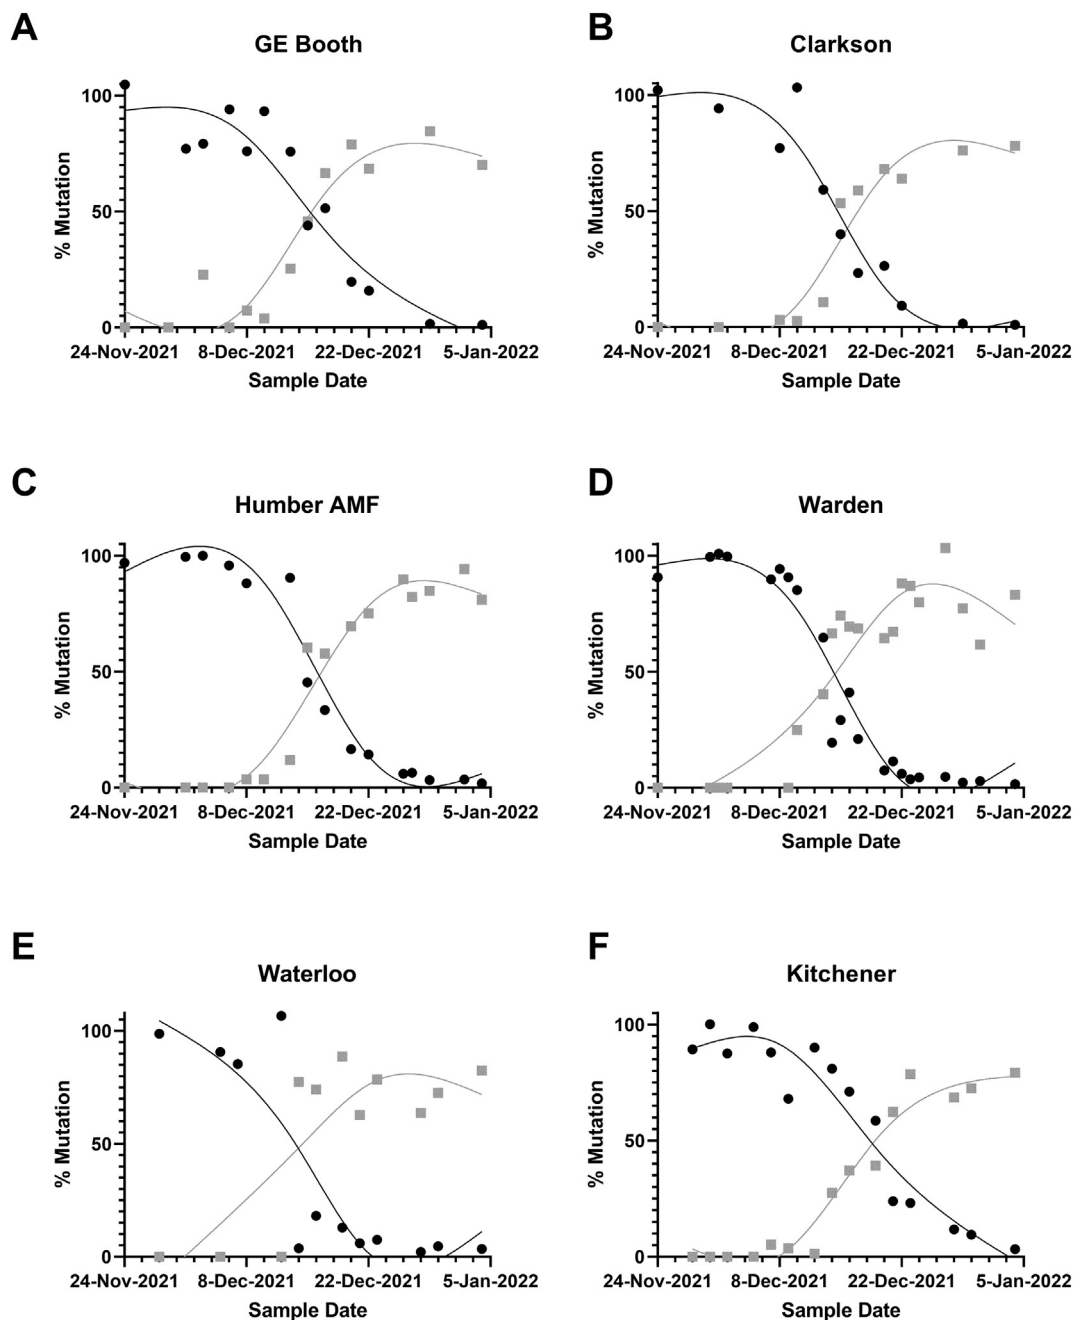 A
GE Booth
% Mutation
100
50
0
24-Nov-2021 8-Dec-2021 22-Dec-2021 5-Jan-2022
Sample Date
B
Clarkson
% Mutation
100
50
0
24-Nov-2021 8-Dec-2021 22-Dec-2021 5-Jan-2022
Sample Date
C
Humber AMF
% Mutation
100
50
0
24-Nov-2021 8-Dec-2021 22-Dec-2021 5-Jan-2022
Sample Date
D
Warden
% Mutation
100
50
0
24-Nov-2021 8-Dec-2021 22-Dec-2021 5-Jan-2022
Sample Date
E
Waterloo
% Mutation
100
50
0
24-Nov-2021 8-Dec-2021 22-Dec-2021 5-Jan-2022
Sample Date
F
Kitchener
% Mutation
100
50
0
24-Nov-2021 8-Dec-2021 22-Dec-2021 5-Jan-2022
Sample Date